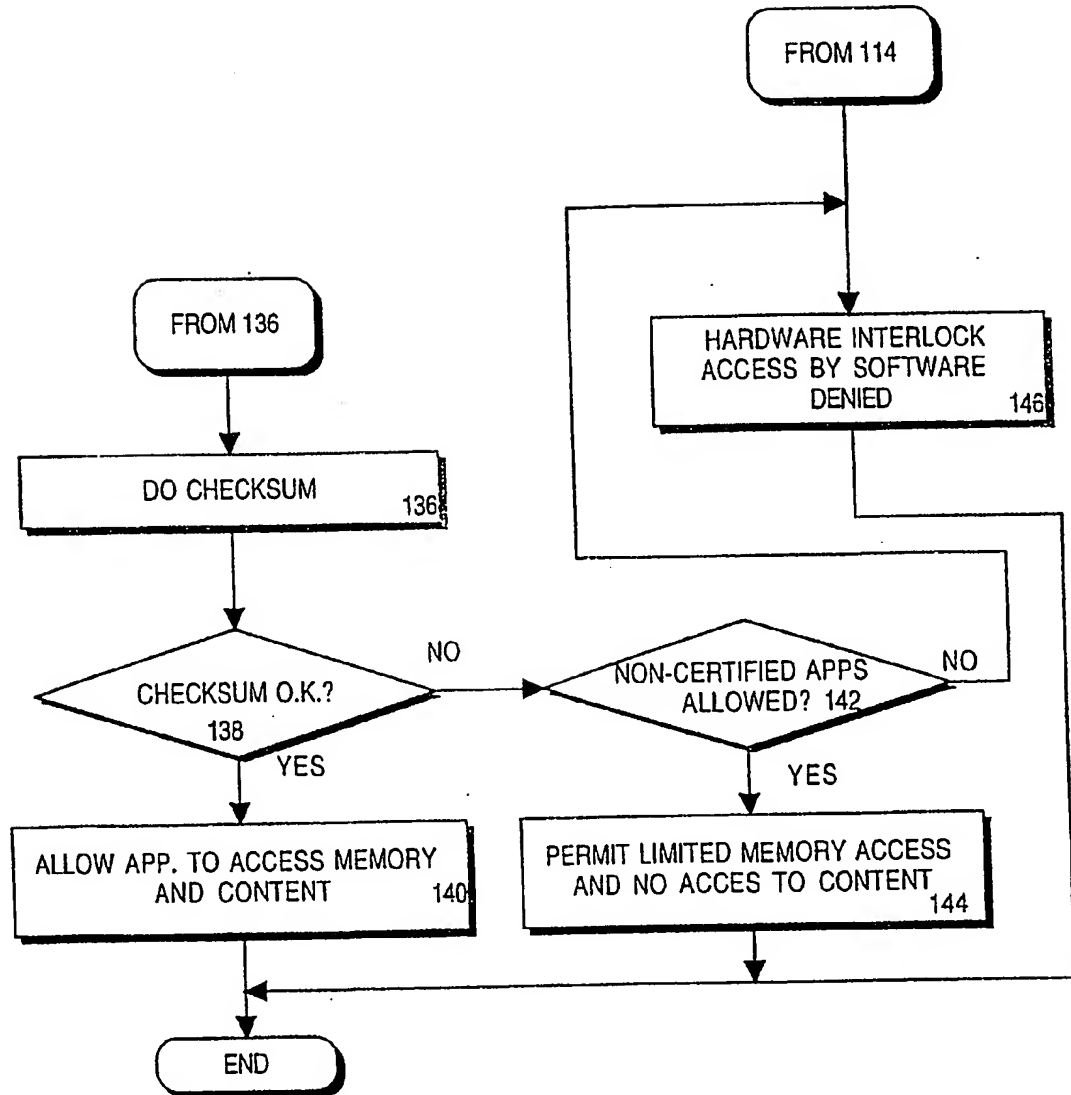 FROM 114
FROM 136
HARDWARE INTERLOCK
ACCESS BY SOFTWARE
DENIED
146
DO CHECKSUM
136
CHECKSUM O.K.?
138
NO
YES
NON-CERTIFIED APPS
ALLOWED? 142
NO
YES
ALLOW APP. TO ACCESS MEMORY
AND CONTENT
140
PERMIT LIMITED MEMORY ACCESS
AND NO ACCES TO CONTENT
144
END